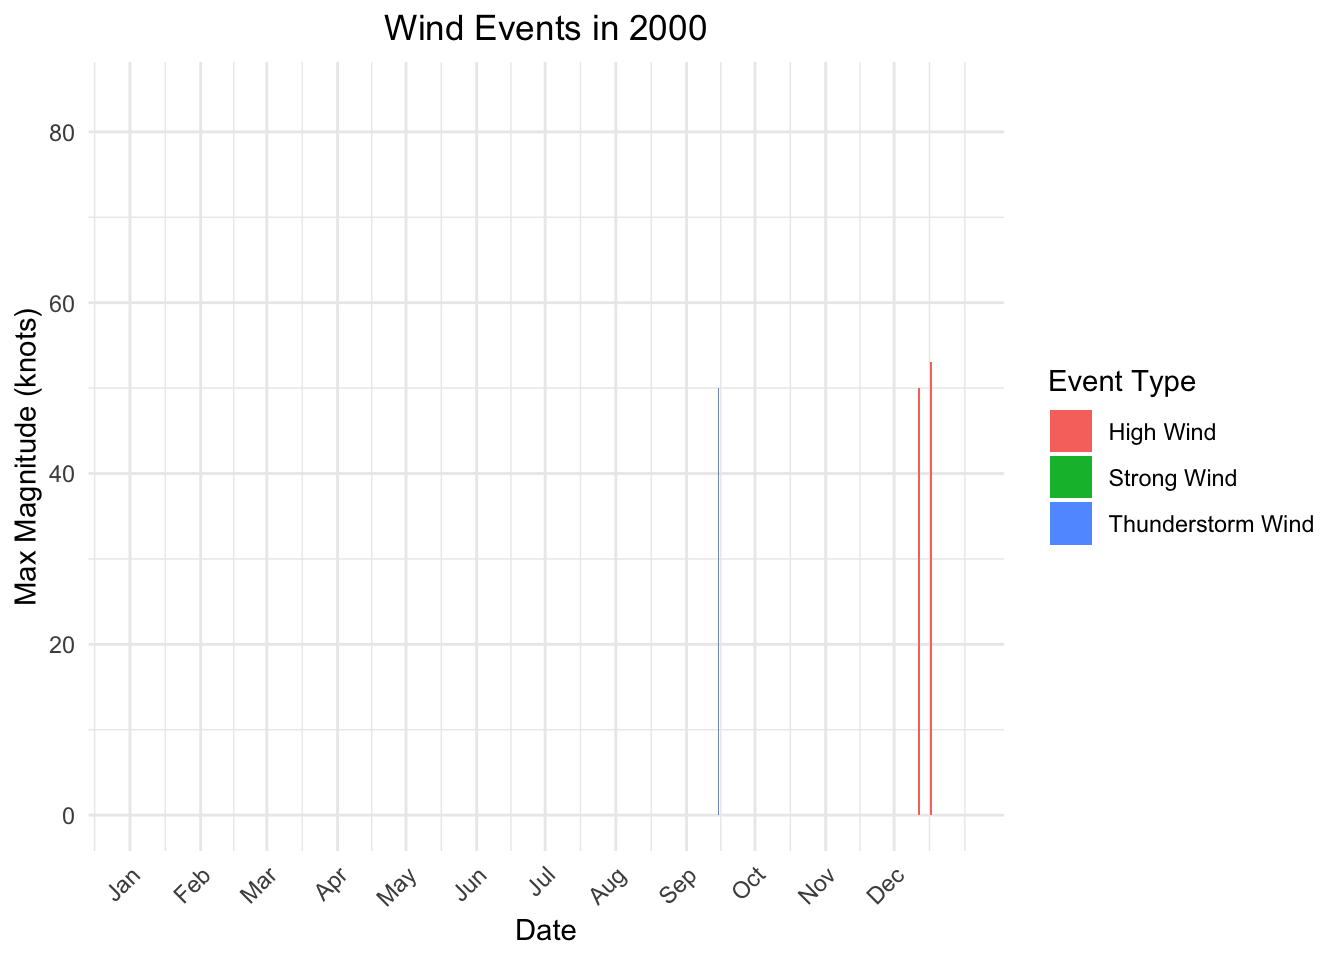 Wind Events in 2000
Max Magnitude (knots)
80
60
40
20
0
Jan
Feb
Mar
Apr
May
Jun
Jul
Aug
Sep
Oct
Nov
Dec
Date
Event Type
High Wind
Strong Wind
Thunderstorm Wind